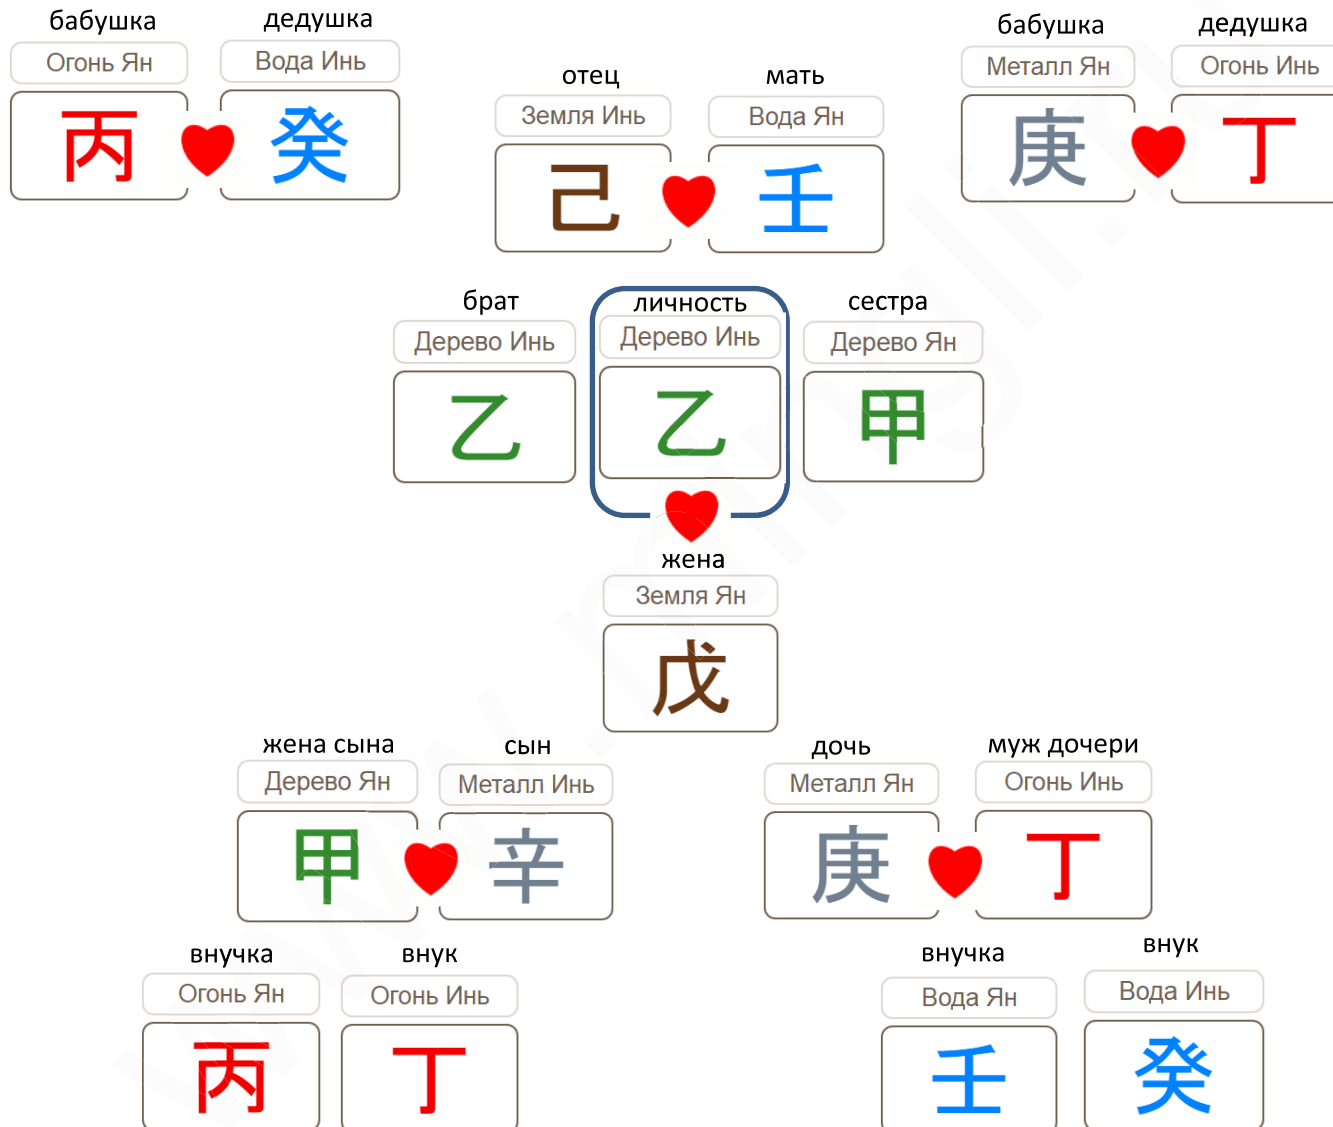 бабушка
Огонь Ян
丙
дедушка
Вода Инь
癸
отец
Земля Инь
己
мать
Вода Ян
壬
бабушка
Металл Ян
庚
дедушка
Огонь Инь
丁
брат
Дерево Инь
乙
личность
Дерево Инь
乙
сестра
Дерево Ян
甲
жена
Земля Ян
戊
жена сына
Дерево Ян
甲
сын
Металл Инь
辛
дочь
Металл Ян
庚
муж дочери
Огонь Инь
丁
внучка
Огонь Ян
丙
внук
Огонь Инь
丁
внучка
Вода Ян
壬
внук
Вода Инь
癸